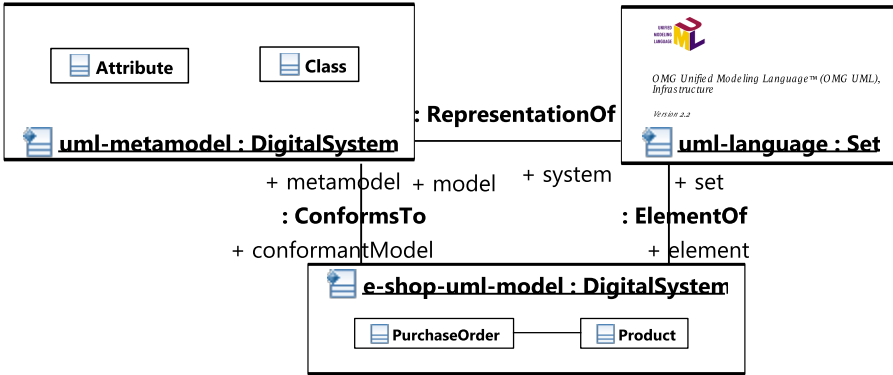 Attribute
Class
uml-metamodel : DigitalSystem
UNIFIED
MODELING
LANGUAGE
UML
OMG Unified Modeling Language™ (OMG UML),
Infrastructure
Version 2.2
uml-language : Set
: RepresentationOf
+ metamodel
+ model
+ system
+ set
: ConformsTo
: ElementOf
+ conformantModel
+ element
e-shop-uml-model : DigitalSystem
PurchaseOrder
Product